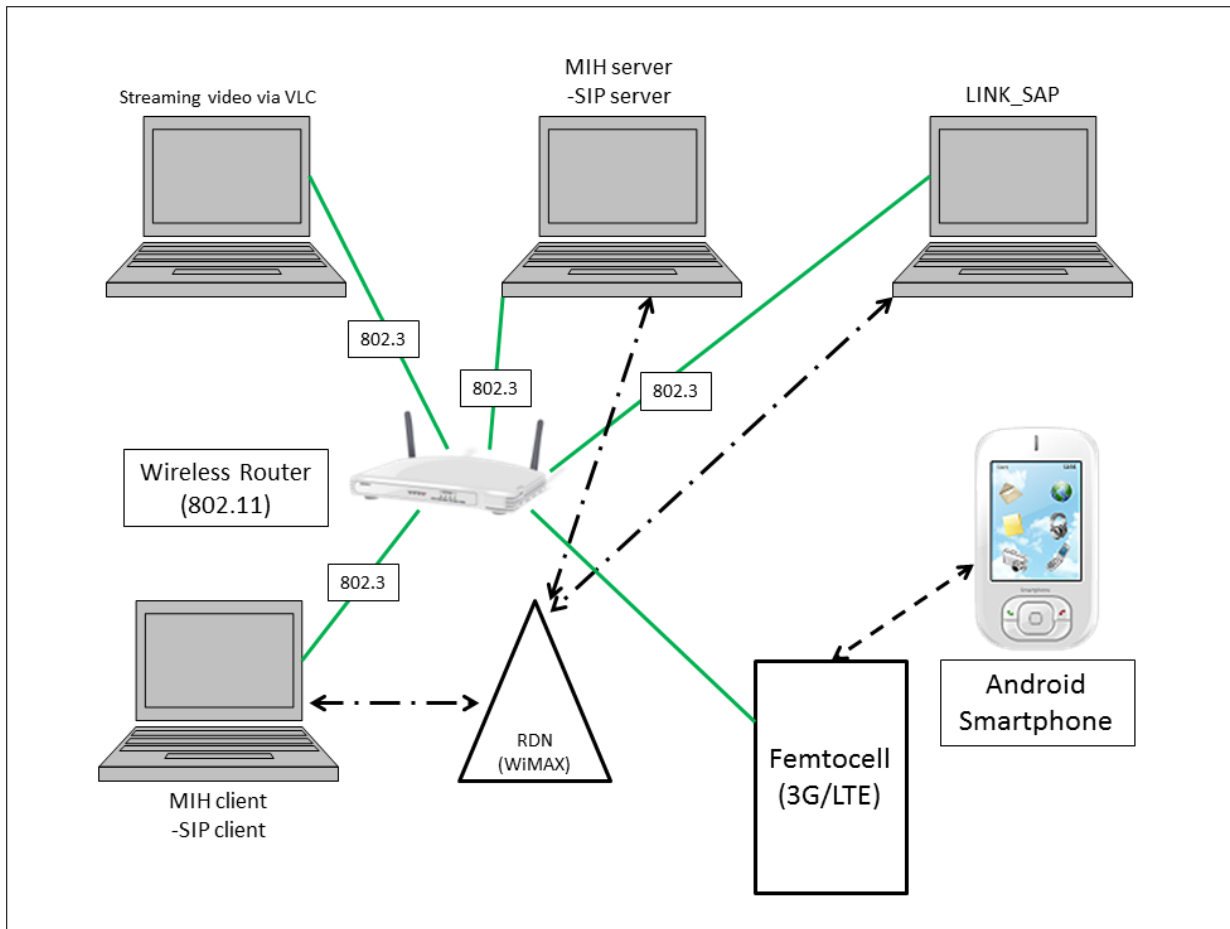 MIH server
-SIP server
Streaming video via VLC
LINK_SAP
802.3
802.3
802.3
Wireless Router
(802.11)
802.3
RDN
(WiMAX)
Femtocell
(3G/LTE)
Smartphone
Android
Smartphone
MIH client
-SIP client